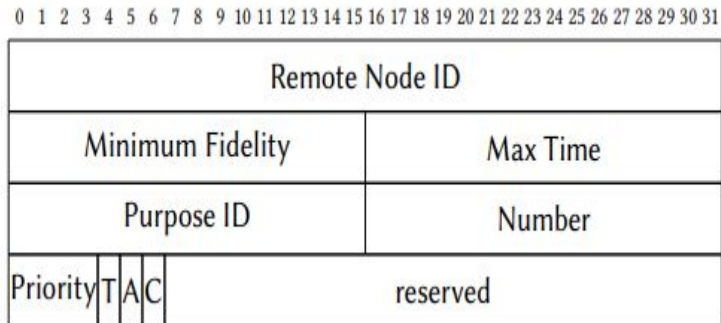 0 1 2 3 4 5 6 7 8 9 10 11 12 13 14 15 16 17 18 19 20 21 22 23 24 25 26 27 28 29 30 31
Remote Node ID
Minimum Fidelity Max Time
Purpose ID Number
Priority T A C reserved